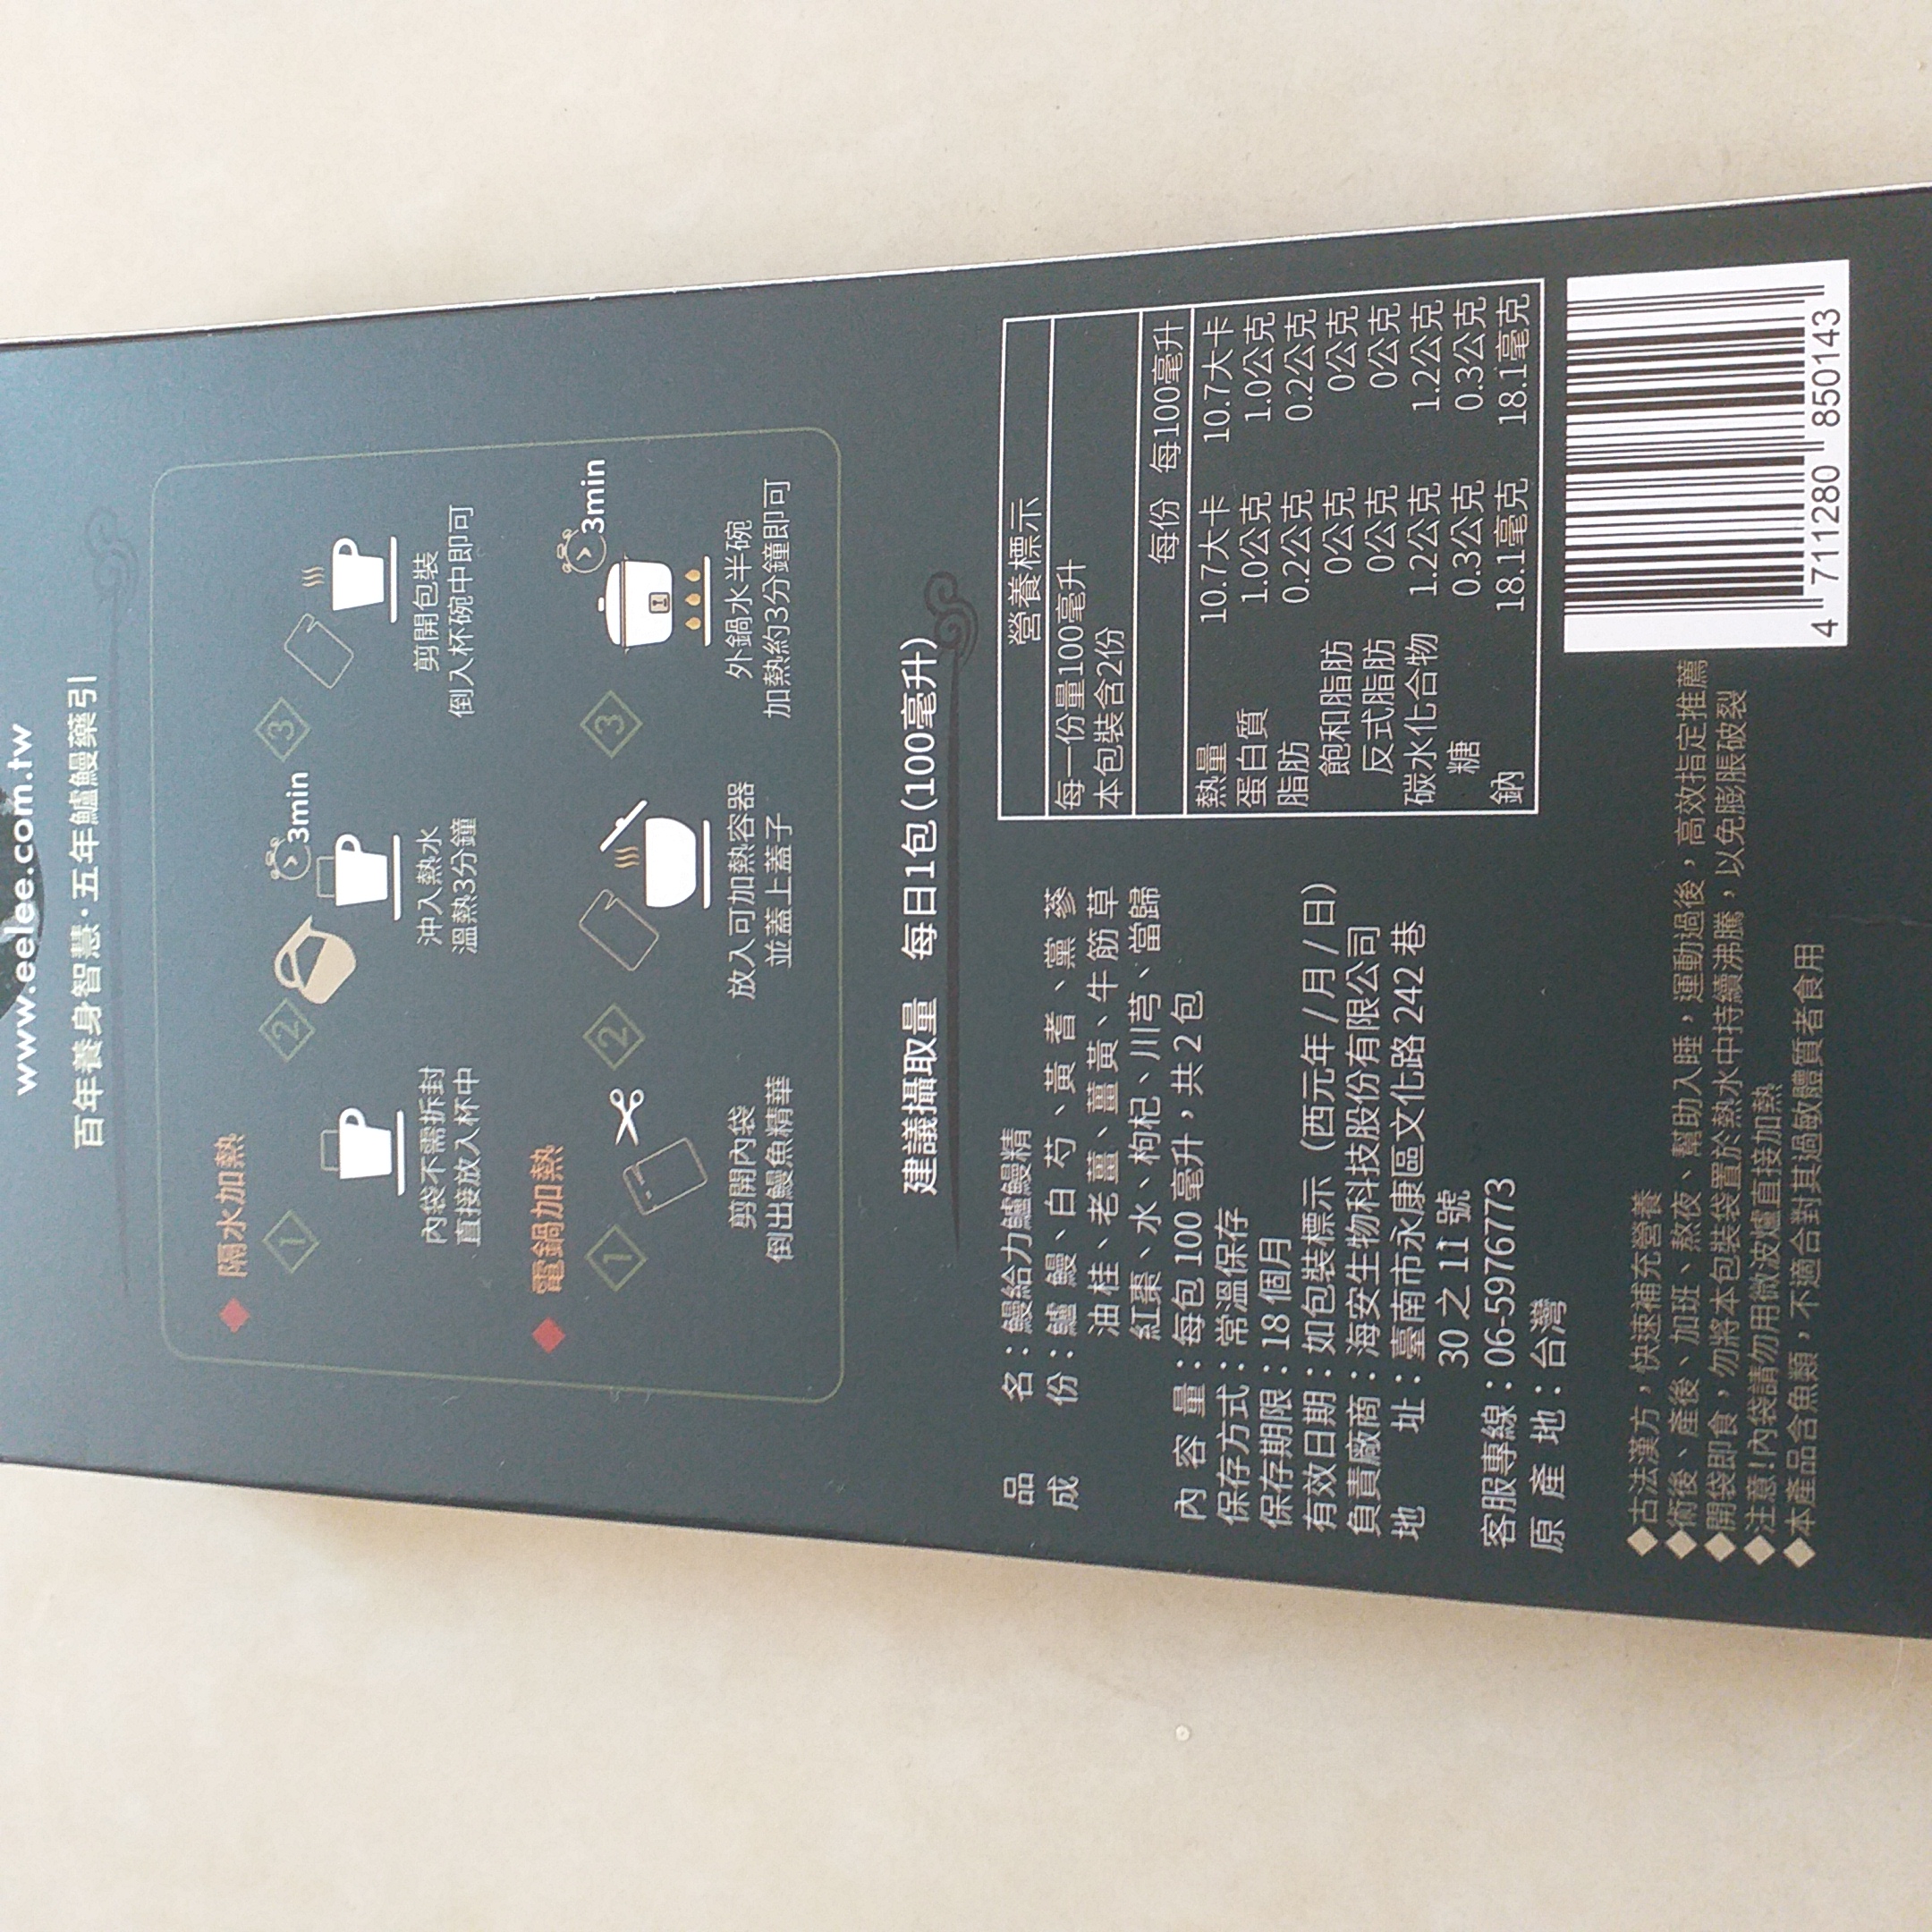 www.eelee.com.tw
百年養身智慧·五年鱸鰻藥引
◆ 隔水加熱
1
內袋不需拆封
直接放入杯中
2
3min
沖入熱水
溫熱3分鐘
3
剪開包裝
倒入杯碗中即可
◆ 電鍋加熱
1
剪開內袋
倒出鰻魚精華
2
放入可加熱容器
並蓋上蓋子
3
3min
外鍋水半碗
加熱約3分鐘即可
建議攝取量 每日1包(100毫升)
品名：鰻給力鱸鰻精
成份：鱸鰻、白芍、黃耆、黨蔘
油桂、老薑、薑黃、牛筋草
紅棗、水、枸杞、川芎、當歸
內容量：每包100毫升，共2包
保存方式：常溫保存
保存期限：18個月
有效日期：如包裝標示（西元年/月/日）
負責廠商：海安生物科技股份有限公司
地址：臺南市永康區文化路242巷
30之11號
客服專線：06-5976773
原產地：台灣
營養標示
每一份量100毫升
本包裝含2份
每份 每100毫升
熱量 10.7大卡 10.7大卡
蛋白質 1.0公克 1.0公克
脂肪 0.2公克 0.2公克
飽和脂肪 0公克 0公克
反式脂肪 0公克 0公克
碳水化合物 1.2公克 1.2公克
糖 0.3公克 0.3公克
鈉 18.1毫克 18.1毫克
◆古法漢方，快速補充營養
◆術後、產後、加班、熬夜、幫助入睡，運動過後，高效指定推薦
◆開袋即食，勿將本包裝袋置於熱水中持續沸騰，以免膨脹破裂
◆注意!內袋請勿用微波爐直接加熱
◆本產品含魚類，不適合對其過敏體質者食用
4 711280 850143